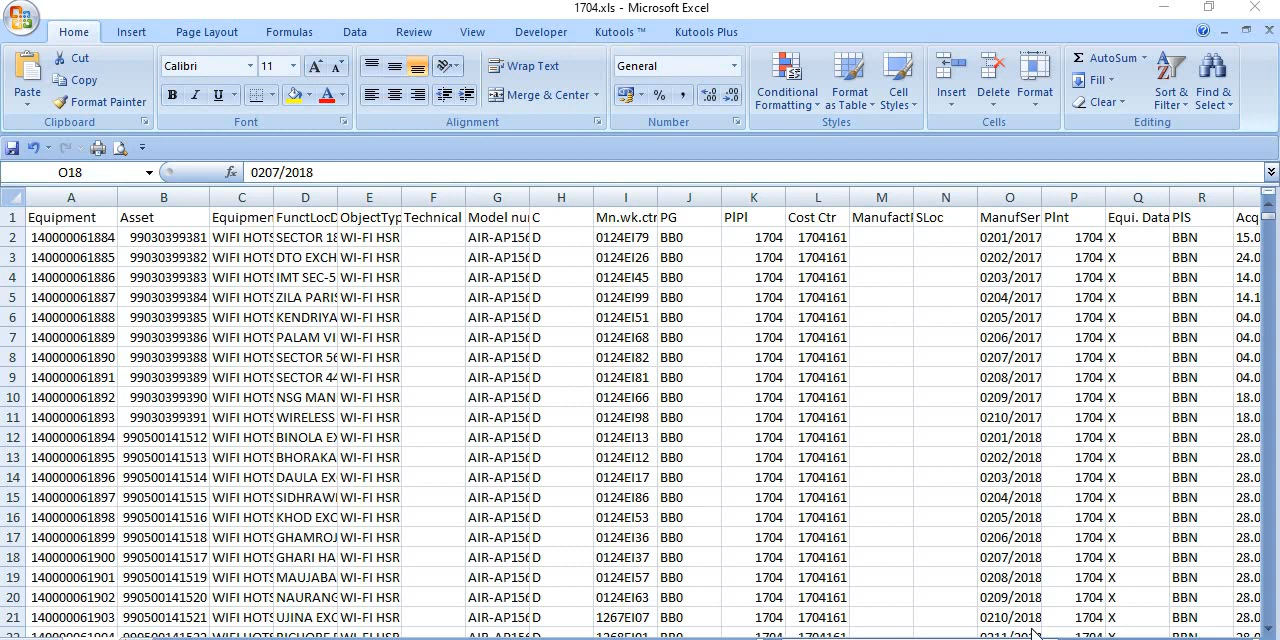 1704.xls - Microsoft Excel
Home Insert Page Layout Formulas Data Review View Developer Kutools ™ Kutools Plus
Cut
Copy
Format Painter
Paste
Clipboard
Calibri 11
B I U
Font
Wrap Text
Merge & Center
Alignment
General
Number
Conditional Formatting
Format as Table
Cell Styles
Styles
Insert Delete Format
Cells
AutoSum
Fill
Clear
Sort & Filter
Find & Select
Editing
O18 fx 0207/2018
A B C D E F G H I J K L M N O P Q R
1 Equipment Asset Equipmen FunctLocD ObjectTyp Technical Model nu C Mn.wk.ctr PG PlPl Cost Ctr Manufact SLoc ManufSer Plnt Equi. Data PlS Acq
2 140000061884 99030399381 WIFI HOTS SECTOR 18 WI-FI HSR AIR-AP156 D 0124EI79 BB0 1704 1704161 0201/2017 1704 X BBN 15.0
3 140000061885 99030399382 DTO EXCH WIFI HOTS WI-FI HSR AIR-AP156 D 0124EI26 BB0 1704 1704161 0202/2017 1704 X BBN 24.0
4 140000061886 99030399383 WIFI HOTS IMT SEC-5 WI-FI HSR AIR-AP156 D 0124EI45 BB0 1704 1704161 0203/2017 1704 X BBN 14.0
5 140000061887 99030399384 WIFI HOTS ZILA PARIS WI-FI HSR AIR-AP156 D 0124EI99 BB0 1704 1704161 0204/2017 1704 X BBN 14.1
6 140000061888 99030399385 WIFI HOTS KENDRIYA WI-FI HSR AIR-AP156 D 0124EI51 BB0 1704 1704161 0205/2017 1704 X BBN 04.0
7 140000061889 99030399386 WIFI HOTS PALAM VI WI-FI HSR AIR-AP156 D 0124EI68 BB0 1704 1704161 0206/2017 1704 X BBN 04.0
8 140000061890 99030399388 WIFI HOTS SECTOR 56 WI-FI HSR AIR-AP156 D 0124EI82 BB0 1704 1704161 0207/2017 1704 X BBN 04.0
9 140000061891 99030399389 WIFI HOTS SECTOR 44 WI-FI HSR AIR-AP156 D 0124EI81 BB0 1704 1704161 0208/2017 1704 X BBN 04.0
10 140000061892 99030399390 WIFI HOTS NSG MAN WI-FI HSR AIR-AP156 D 0124EI66 BB0 1704 1704161 0209/2017 1704 X BBN 18.0
11 140000061893 99030399391 WIFI HOTS WIRELESS WI-FI HSR AIR-AP156 D 0124EI98 BB0 1704 1704161 0210/2017 1704 X BBN 18.0
12 140000061894 990500141512 WIFI HOTS BINOLA EX WI-FI HSR AIR-AP156 D 0124EI13 BB0 1704 1704161 0201/2018 1704 X BBN 28.0
13 140000061895 990500141513 WIFI HOTS BHORAKA WI-FI HSR AIR-AP156 D 0124EI12 BB0 1704 1704161 0202/2018 1704 X BBN 28.0
14 140000061896 990500141514 WIFI HOTS DAULA EX WI-FI HSR AIR-AP156 D 0124EI17 BB0 1704 1704161 0203/2018 1704 X BBN 28.0
15 140000061897 990500141515 WIFI HOTS SIDHRAWI WI-FI HSR AIR-AP156 D 0124EI86 BB0 1704 1704161 0204/2018 1704 X BBN 28.0
16 140000061898 990500141516 WIFI HOTS KHOD EXC WI-FI HSR AIR-AP156 D 0124EI53 BB0 1704 1704161 0205/2018 1704 X BBN 28.0
17 140000061899 990500141518 WIFI HOTS GHAMROJ WI-FI HSR AIR-AP156 D 0124EI36 BB0 1704 1704161 0206/2018 1704 X BBN 28.0
18 140000061900 990500141517 WIFI HOTS GHARI HA WI-FI HSR AIR-AP156 D 0124EI37 BB0 1704 1704161 0207/2018 1704 X BBN 28.0
19 140000061901 990500141519 WIFI HOTS MAUJABA WI-FI HSR AIR-AP156 D 0124EI57 BB0 1704 1704161 0208/2018 1704 X BBN 28.0
20 140000061902 990500141520 WIFI HOTS NAURANG WI-FI HSR AIR-AP156 D 0124EI63 BB0 1704 1704161 0209/2018 1704 X BBN 28.0
21 140000061903 990500141521 WIFI HOTS UJINA EXC WI-FI HSR AIR-AP156 D 1267EI07 BB0 1704 1704161 0210/2018 1704 X BBN 28.0